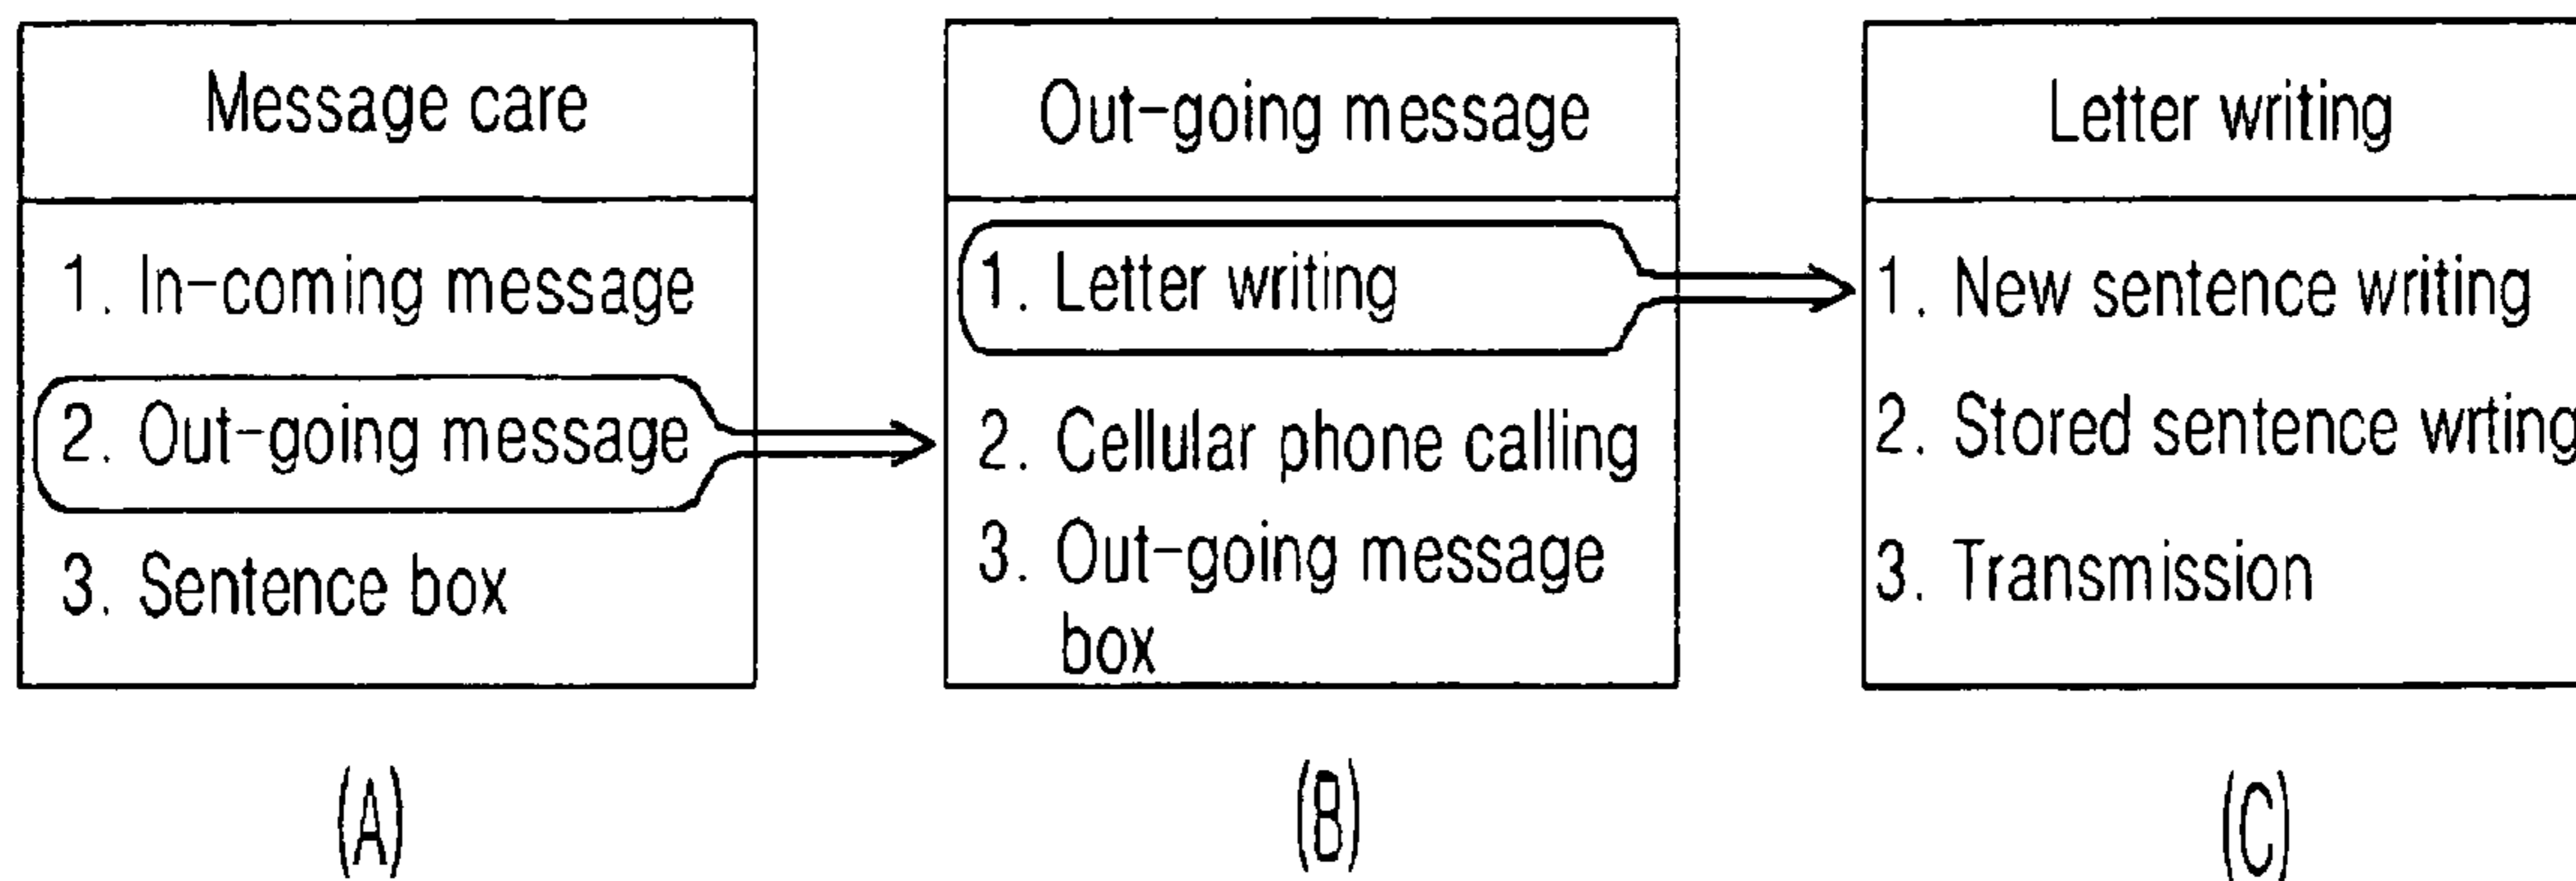 Message care
1. In-coming message
2. Out-going message
3. Sentence box
(A)
Out-going message
1. Letter writing
2. Cellular phone calling
3. Out-going message
box
(B)
Letter writing
1. New sentence writing
2. Stored sentence wrting
3. Transmission
(C)